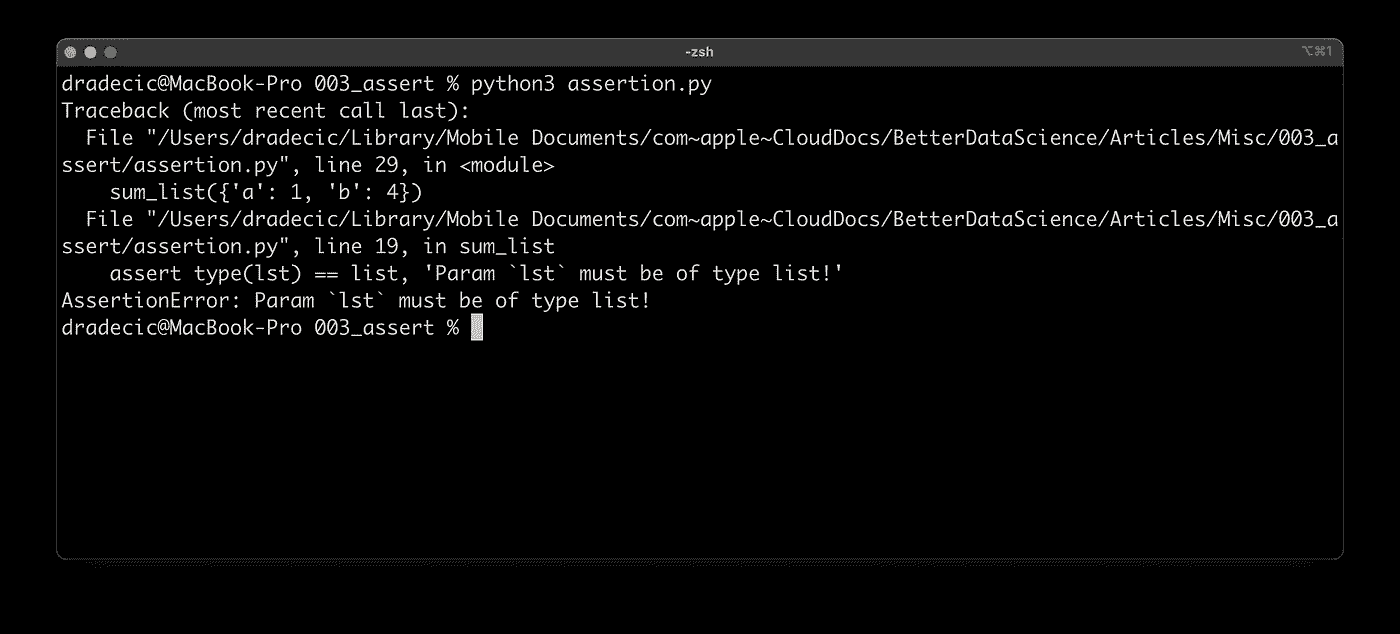 -zsh
⌥⌘1
dradecic@MacBook-Pro 003_assert % python3 assertion.py
Traceback (most recent call last):
  File "/Users/dradecic/Library/Mobile Documents/com~apple~CloudDocs/BetterDataScience/Articles/Misc/003_a
ssert/assertion.py", line 29, in <module>
    sum_list({'a': 1, 'b': 4})
  File "/Users/dradecic/Library/Mobile Documents/com~apple~CloudDocs/BetterDataScience/Articles/Misc/003_a
ssert/assertion.py", line 19, in sum_list
    assert type(lst) == list, 'Param `lst` must be of type list!'
AssertionError: Param `lst` must be of type list!
dradecic@MacBook-Pro 003_assert %